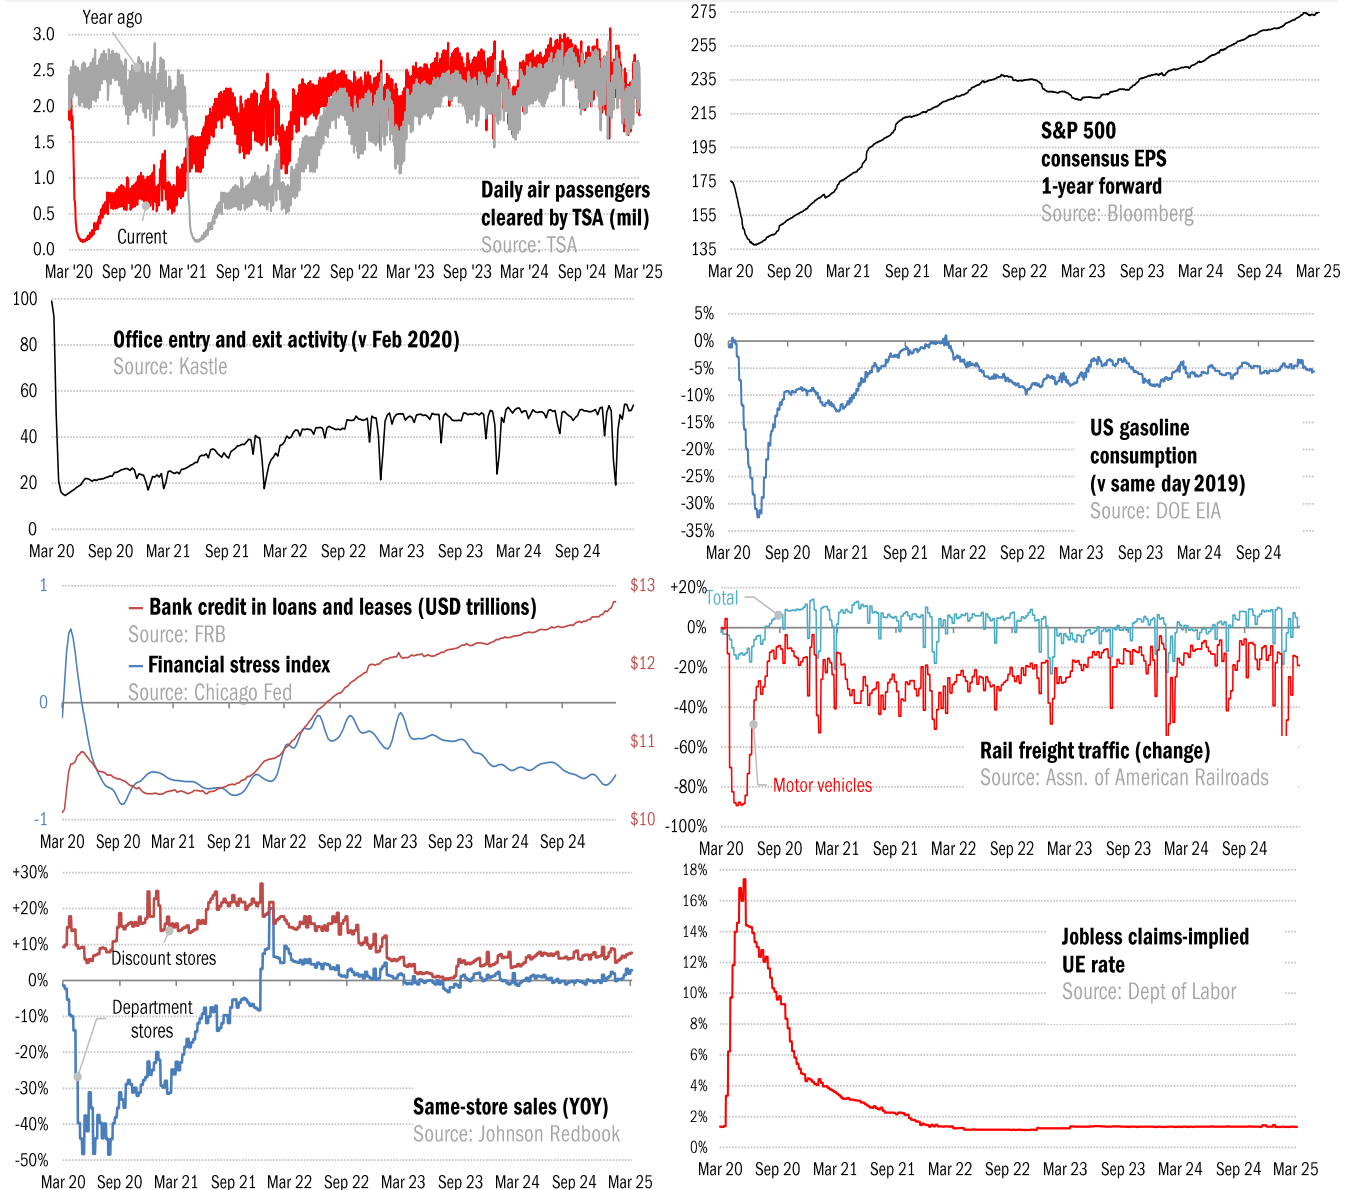 Year ago
3.0
2.5
2.0
1.5
1.0
0.5
0.0
Current
Daily air passengers
cleared by TSA (mil)
Source: TSA
Mar '20 Sep '20 Mar '21 Sep '21 Mar '22 Sep '22 Mar '23 Sep '23 Mar '24 Sep '24 Mar '25
275
255
235
215
195
175
155
135
S&P 500
consensus EPS
1-year forward
Source: Bloomberg
Mar 20 Sep 20 Mar 21 Sep 21 Mar 22 Sep 22 Mar 23 Sep 23 Mar 24 Sep 24 Mar 25
100
80
60
40
20
0
Office entry and exit activity (v Feb 2020)
Source: Kastle
Mar 20 Sep 20 Mar 21 Sep 21 Mar 22 Sep 22 Mar 23 Sep 23 Mar 24 Sep 24
5%
0%
-5%
-10%
-15%
-20%
-25%
-30%
-35%
US gasoline
consumption
(v same day 2019)
Source: DOE EIA
Mar 20 Sep 20 Mar 21 Sep 21 Mar 22 Sep 22 Mar 23 Sep 23 Mar 24 Sep 24
1
0
-1
Bank credit in loans and leases (USD trillions)
Source: FRB
Financial stress index
Source: Chicago Fed
$13
$12
$11
$10
Mar 20 Sep 20 Mar 21 Sep 21 Mar 22 Sep 22 Mar 23 Sep 23 Mar 24 Sep 24
+20%
0%
-20%
-40%
-60%
-80%
-100%
Total
Motor vehicles
Rail freight traffic (change)
Source: Assn. of American Railroads
Mar 20 Sep 20 Mar 21 Sep 21 Mar 22 Sep 22 Mar 23 Sep 23 Mar 24 Sep 24
+30%
+20%
+10%
0%
-10%
-20%
-30%
-40%
-50%
Discount stores
Department
stores
Same-store sales (YOY)
Source: Johnson Redbook
Mar 20 Sep 20 Mar 21 Sep 21 Mar 22 Sep 22 Mar 23 Sep 23 Mar 24 Sep 24 Mar 25
18%
16%
14%
12%
10%
8%
6%
4%
2%
0%
Jobless claims-implied
UE rate
Source: Dept of Labor
Mar 20 Sep 20 Mar 21 Sep 21 Mar 22 Sep 22 Mar 23 Sep 23 Mar 24 Sep 24 Mar 25